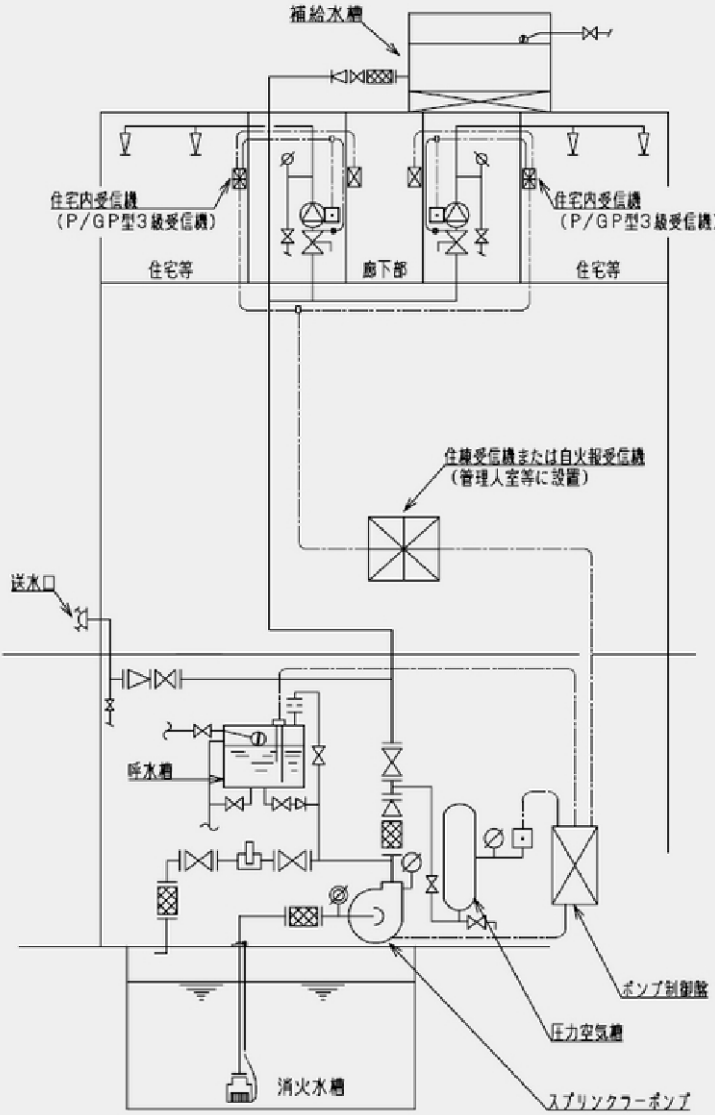 補給水槽
住宅内受信機
(P/GP型3級受信機)
住宅内受信機
(P/GP型3級受信機)
住宅等
廊下部
住宅等
住棟受信機または自火報受信機
(管理人室等に設置)
送水口
呼水槽
ポンプ制御盤
圧力空気槽
消火水槽
スプリンクラーポンプ